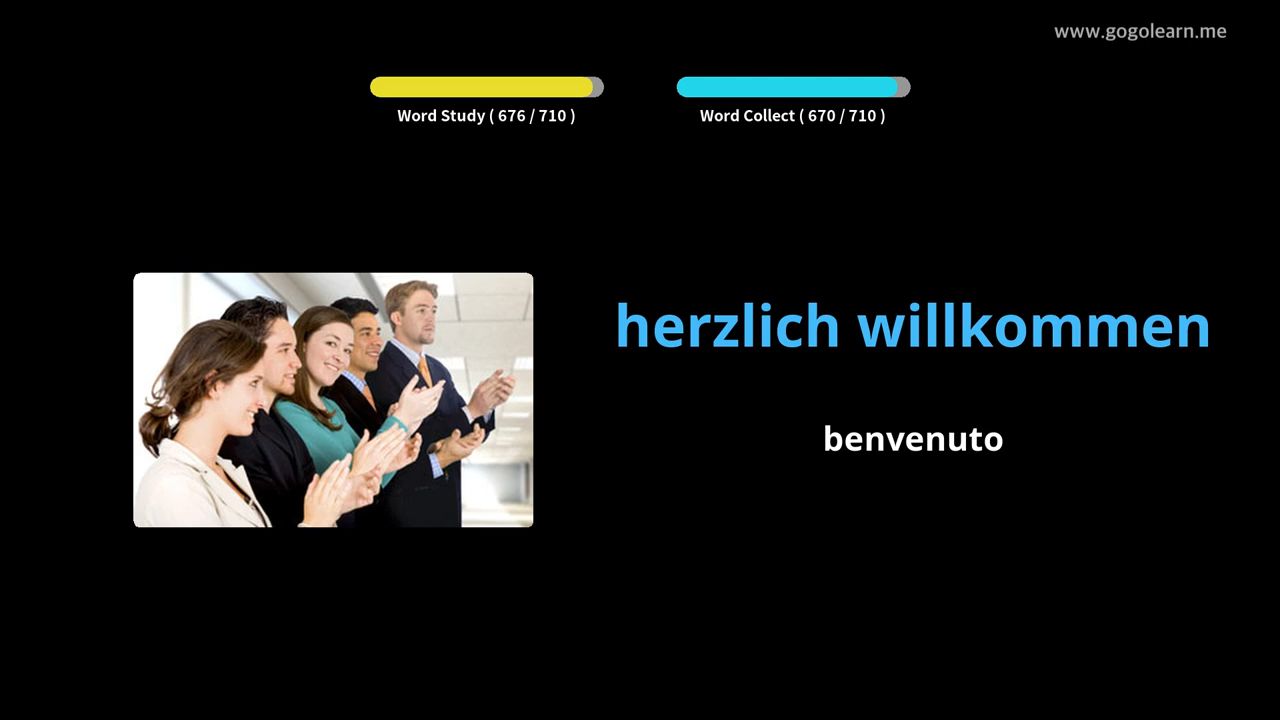 www.gogolearn.me
Word Study ( 676 / 710 )
Word Collect ( 670 / 710 )
herzlich willkommen
benvenuto